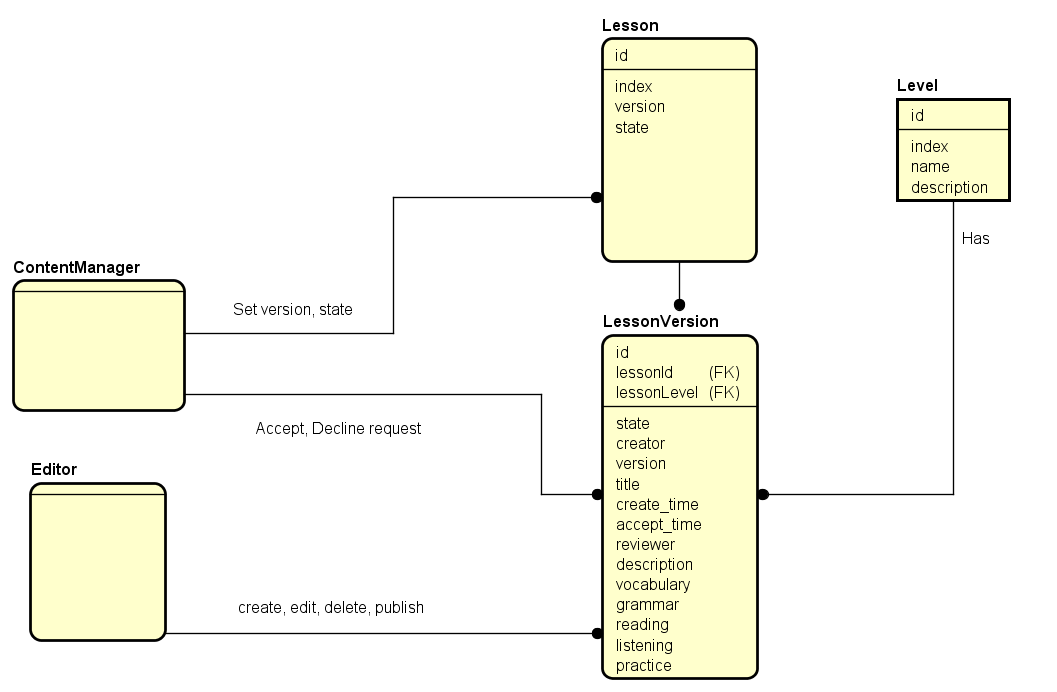 Lesson
id
index
version
state
Level
id
index
name
description
Has
ContentManager
Set version, state
Accept, Decline request
LessonVersion
id
lessonId (FK)
lessonLevel (FK)
state
creator
version
title
create_time
accept_time
reviewer
description
vocabulary
grammar
reading
listening
practice
Editor
create, edit, delete, publish